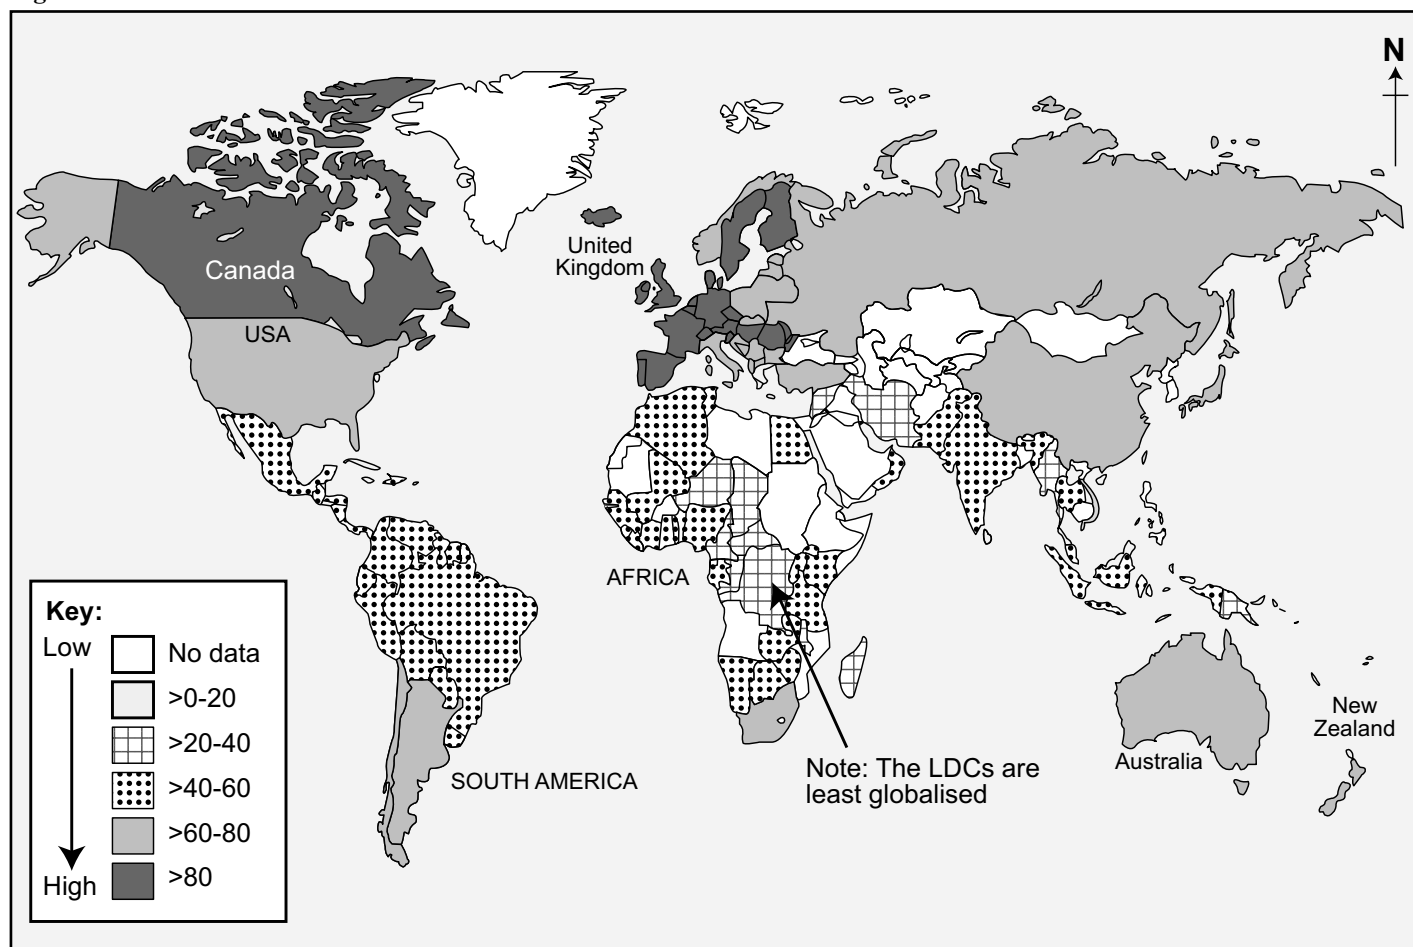 N
United
Kingdom
Canada
USA
AFRICA
SOUTH AMERICA
Note: The LDCs are
least globalised
Australia
New
Zealand
Key:
Low
High
No data
>0-20
>20-40
>40-60
>60-80
>80